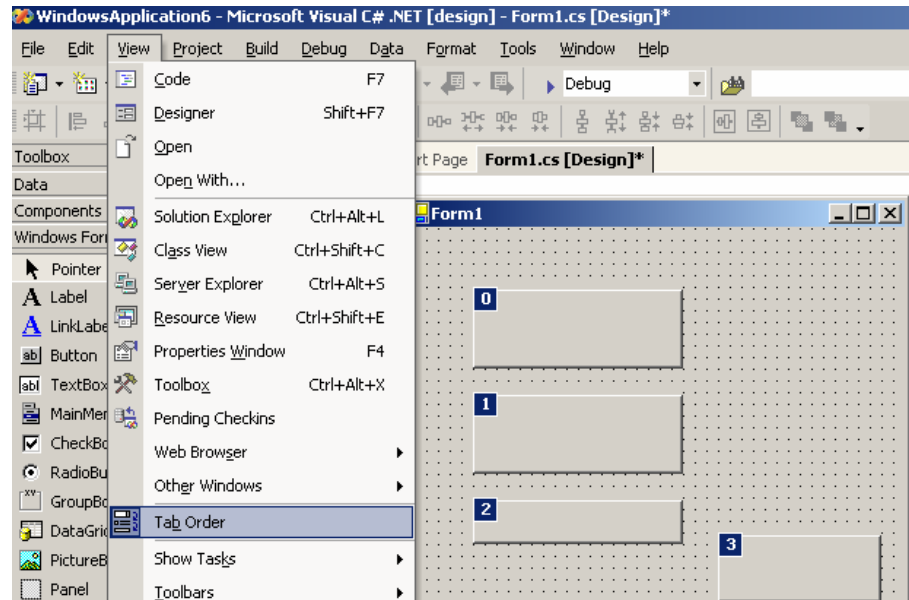 WindowsApplication6 - Microsoft Visual C# .NET [design] - Form1.cs [Design]*
File Edit View Project Build Debug Data Format Tools Window Help
Debug
Code F7
Designer Shift+F7
Open
Open With...
Solution Explorer Ctrl+Alt+L
Class View Ctrl+Shift+C
Server Explorer Ctrl+Alt+S
Resource View Ctrl+Shift+E
Properties Window F4
Toolbox Ctrl+Alt+X
Pending Checkins
Web Browser
Other Windows
Tab Order
Show Tasks
Toolbars
Toolbox
Data
Components
Windows For
Pointer
Label
LinkLabe
Button
TextBox
MainMer
CheckBo
RadioBu
GroupBo
DataGri
PictureB
Panel
rt Page Form1.cs [Design]*
Form1
0
1
2
3